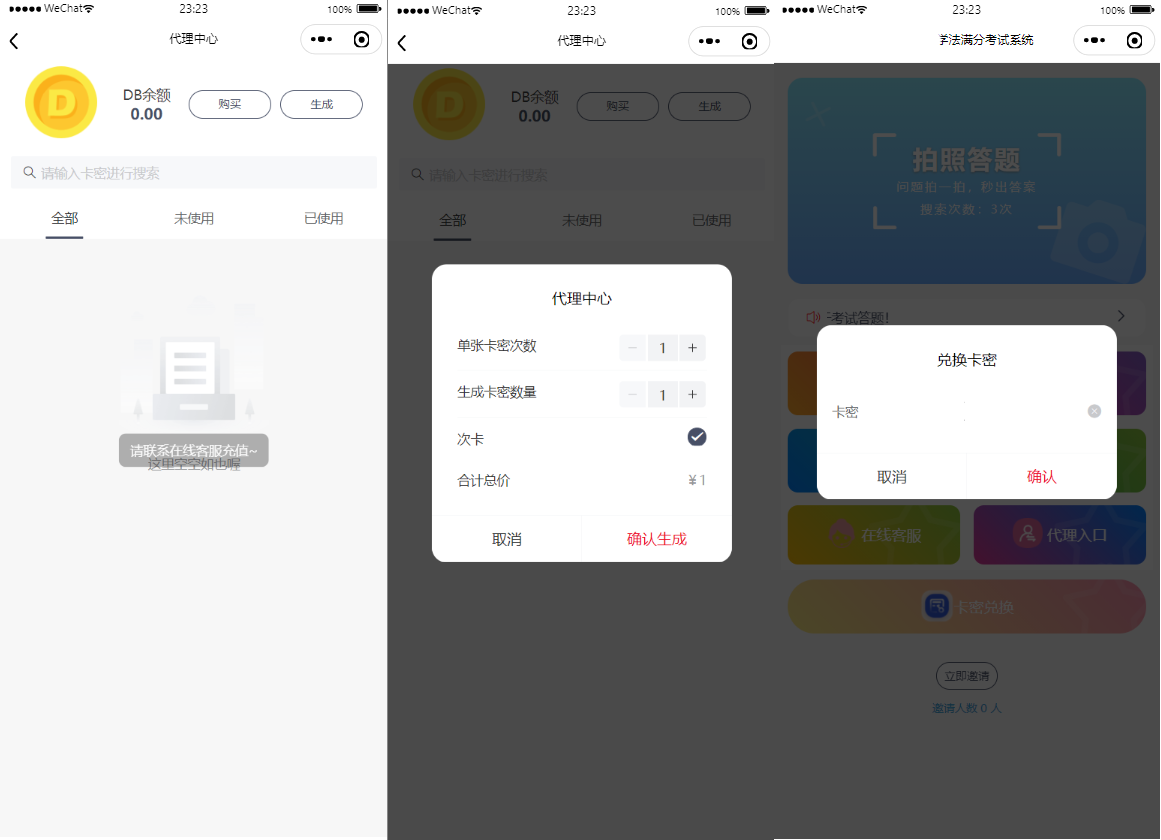 WeChat 23:23 100%
代理中心
DB余额
0.00
购买
生成
请输入卡密进行搜索
全部 未使用 已使用
请联系在线客服充值~
这里空空如也喔
WeChat 23:23 100%
代理中心
DB余额
0.00
购买
生成
请输入卡密进行搜索
全部 未使用 已使用
代理中心
单张卡密次数 1
生成卡密数量 1
次卡
合计总价 ¥1
取消 确认生成
WeChat 23:23 100%
学法满分考试系统
拍照答题
问题拍一拍，秒出答案
搜索次数：3次
考试答题！
兑换卡密
卡密
取消 确认
在线客服 代理入口
卡密兑换
立即邀请
邀请人数 0 人